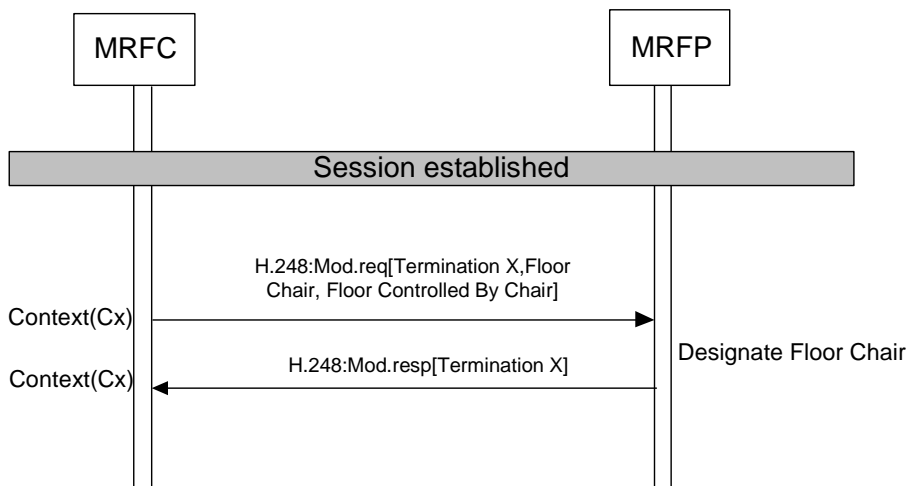 MRFC
MRFP
Session established
H.248:Mod.req[Termination X,Floor
Chair, Floor Controlled By Chair]
Context(Cx)
Designate Floor Chair
H.248:Mod.resp[Termination X]
Context(Cx)